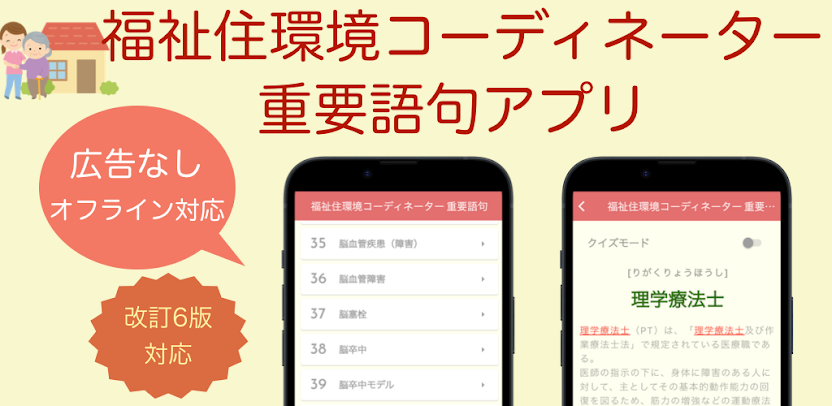 福祉住環境コーディネーター
重要語句アプリ
広告なし
オフライン対応
改訂6版
対応
福祉住環境コーディネーター 重要語句
35 脳血管疾患（障害）
36 脳血管障害
37 脳塞栓
38 脳卒中
39 脳卒中モデル
福祉住環境コーディネーター 重要…
クイズモード
[りがくりょうほうし]
理学療法士
理学療法士（PT）は、「理学療法士及び作
業療法士法」で規定されている医療職であ
る。
医師の指示の下に、身体に障害のある人に
対して、主としてその基本的動作能力の回
復を図るため、筋力の増強などの運動療法